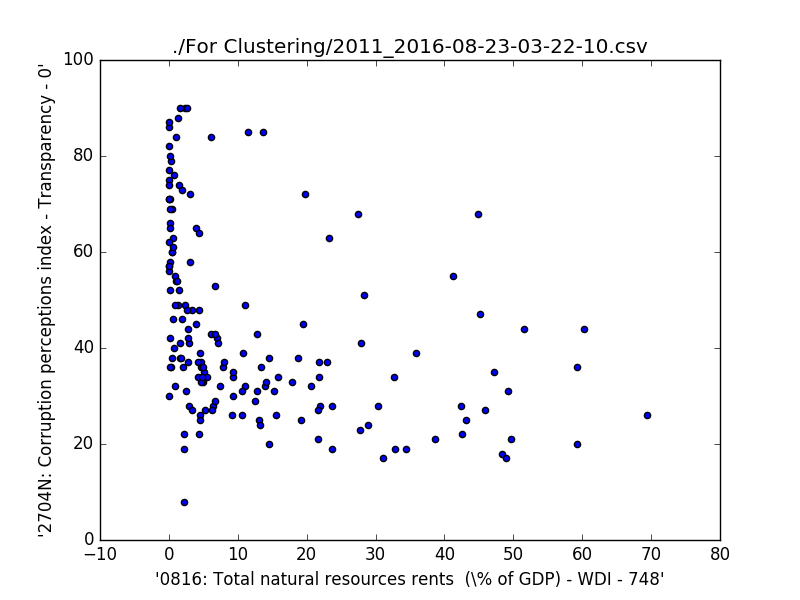 ./For Clustering/2011_2016-08-23-03-22-10.csv
100
80
60
40
20
0
'2704N: Corruption perceptions index - Transparency - 0'
−10 0 10 20 30 40 50 60 70 80
'0816: Total natural resources rents  (\% of GDP) - WDI - 748'